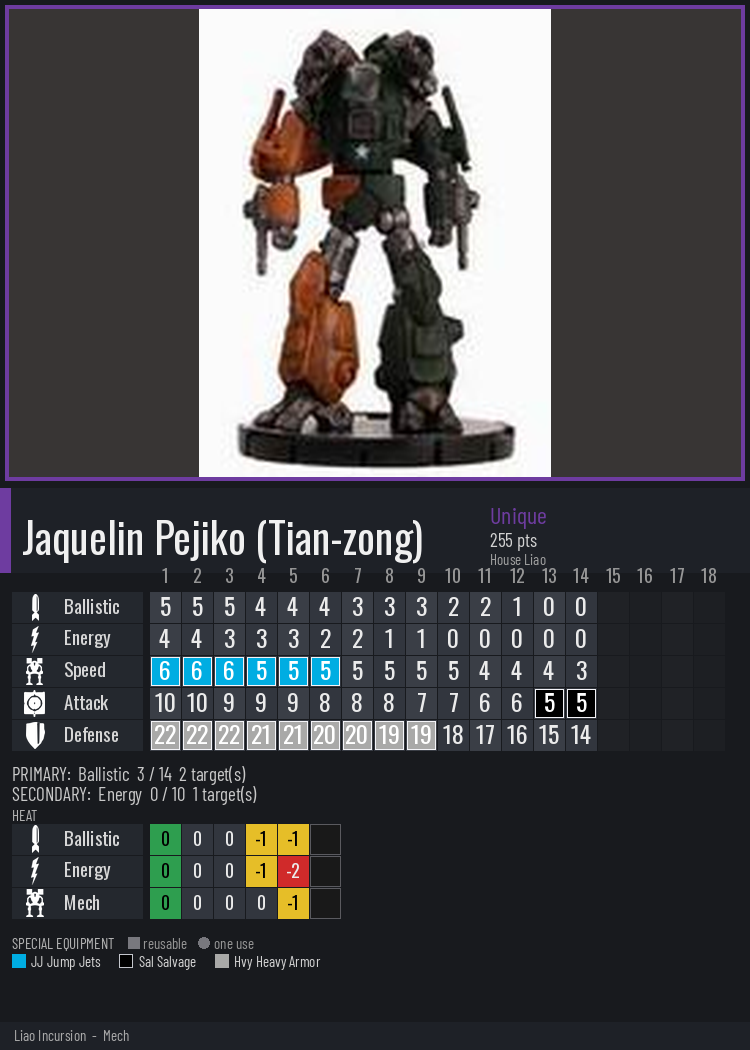 Jaquelin Pejiko (Tian-zong)
Unique
255 pts
House Liao
1 2 3 4 5 6 7 8 9 10 11 12 13 14 15 16 17 18
Ballistic 5 5 5 4 4 4 3 3 3 2 2 1 0 0
Energy 4 4 3 3 3 2 2 1 1 0 0 0 0 0
Speed 6 6 6 5 5 5 5 5 5 5 4 4 4 3
Attack 10 10 9 9 9 8 8 8 7 7 6 6 5 5
Defense 22 22 22 21 21 20 20 19 19 18 17 16 15 14
PRIMARY: Ballistic 3 / 14 2 target(s)
SECONDARY: Energy 0 / 10 1 target(s)
HEAT
Ballistic 0 0 0 -1 -1
Energy 0 0 0 -1 -2
Mech 0 0 0 0 -1
SPECIAL EQUIPMENT reusable one use
JJ Jump Jets Sal Salvage Hvy Heavy Armor
Liao Incursion - Mech